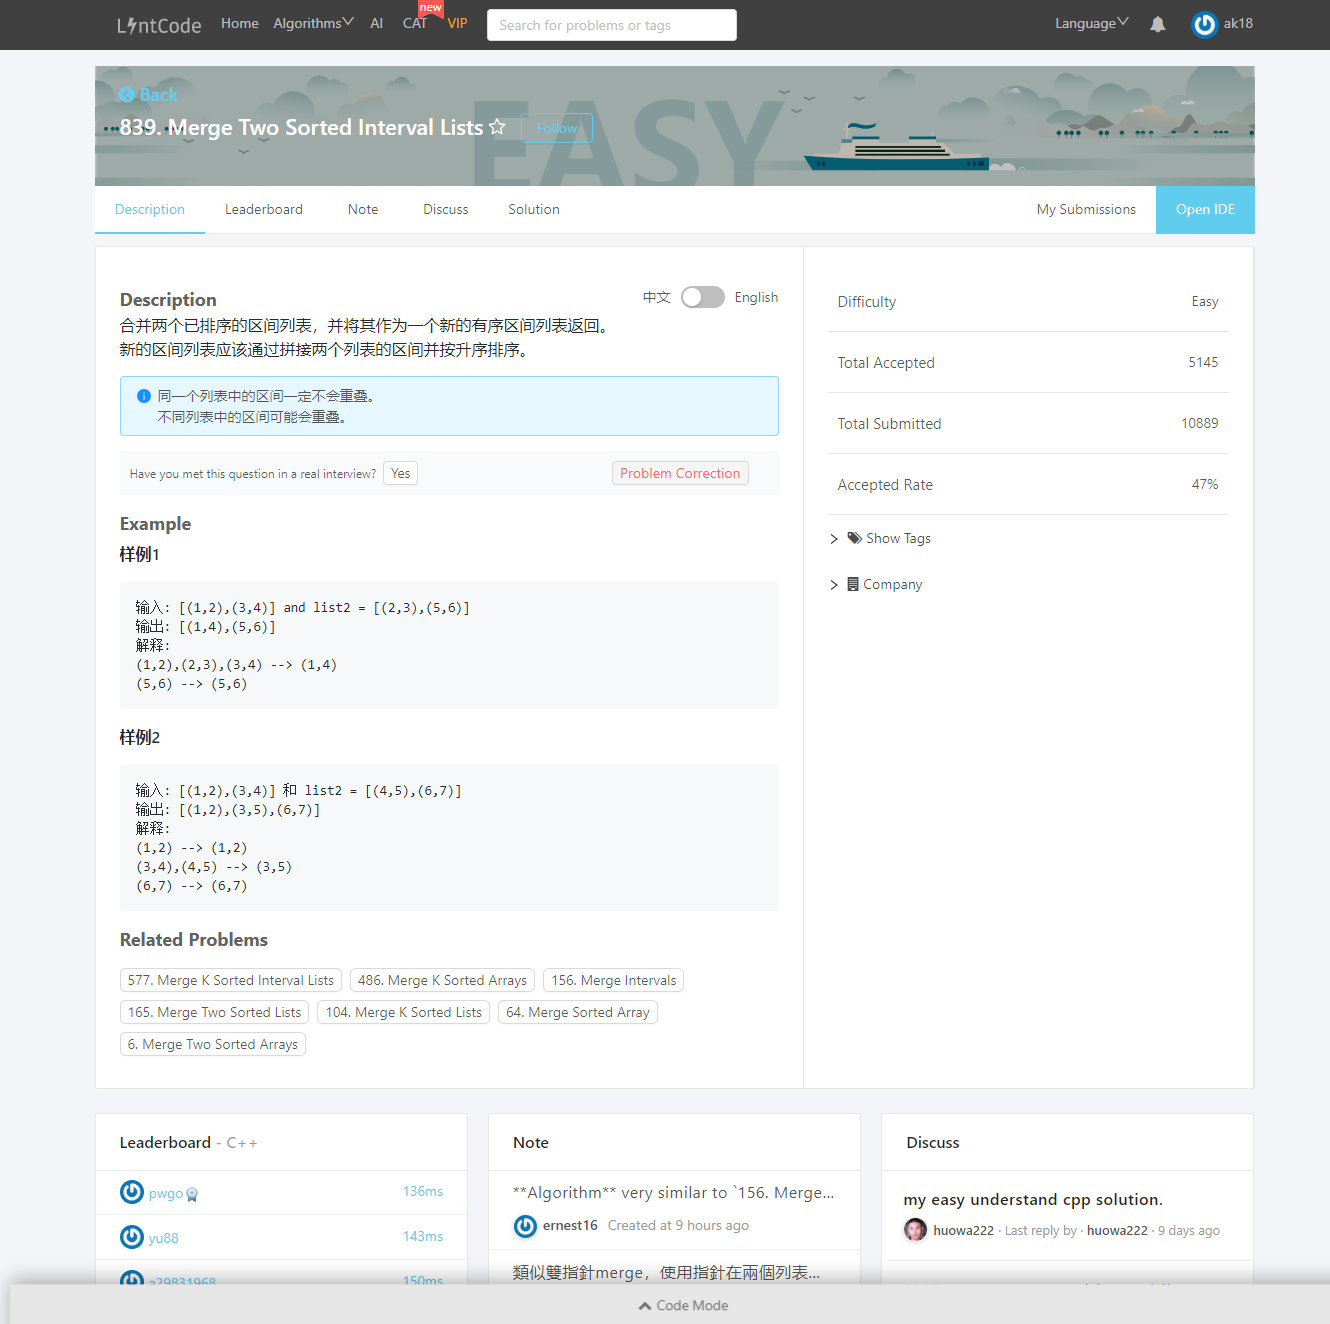 LintCode
Home
Algorithms
AI
CAT
new
VIP
Search for problems or tags
Language
ak18
Back
EASY
839. Merge Two Sorted Interval Lists
Follow
Description
Leaderboard
Note
Discuss
Solution
My Submissions
Open IDE
Description
中文
English
合并两个已排序的区间列表，并将其作为一个新的有序区间列表返回。
新的区间列表应该通过拼接两个列表的区间并按升序排序。
同一个列表中的区间一定不会重叠。
不同列表中的区间可能会重叠。
Have you met this question in a real interview?
Yes
Problem Correction
Example
样例1
输入: [(1,2),(3,4)] and list2 = [(2,3),(5,6)]
输出: [(1,4),(5,6)]
解释:
(1,2),(2,3),(3,4) --> (1,4)
(5,6) --> (5,6)
样例2
输入: [(1,2),(3,4)] 和 list2 = [(4,5),(6,7)]
输出: [(1,2),(3,5),(6,7)]
解释:
(1,2) --> (1,2)
(3,4),(4,5) --> (3,5)
(6,7) --> (6,7)
Related Problems
577. Merge K Sorted Interval Lists
486. Merge K Sorted Arrays
156. Merge Intervals
165. Merge Two Sorted Lists
104. Merge K Sorted Lists
64. Merge Sorted Array
6. Merge Two Sorted Arrays
Difficulty
Easy
Total Accepted
5145
Total Submitted
10889
Accepted Rate
47%
Show Tags
Company
Leaderboard - C++
pwgo
136ms
yu88
143ms
a29831968
150ms
Note
**Algorithm** very similar to `156. Merge...
ernest16 Created at 9 hours ago
類似雙指針merge，使用指針在兩個列表...
Discuss
my easy understand cpp solution.
huowa222 · Last reply by · huowa222 · 9 days ago
Code Mode